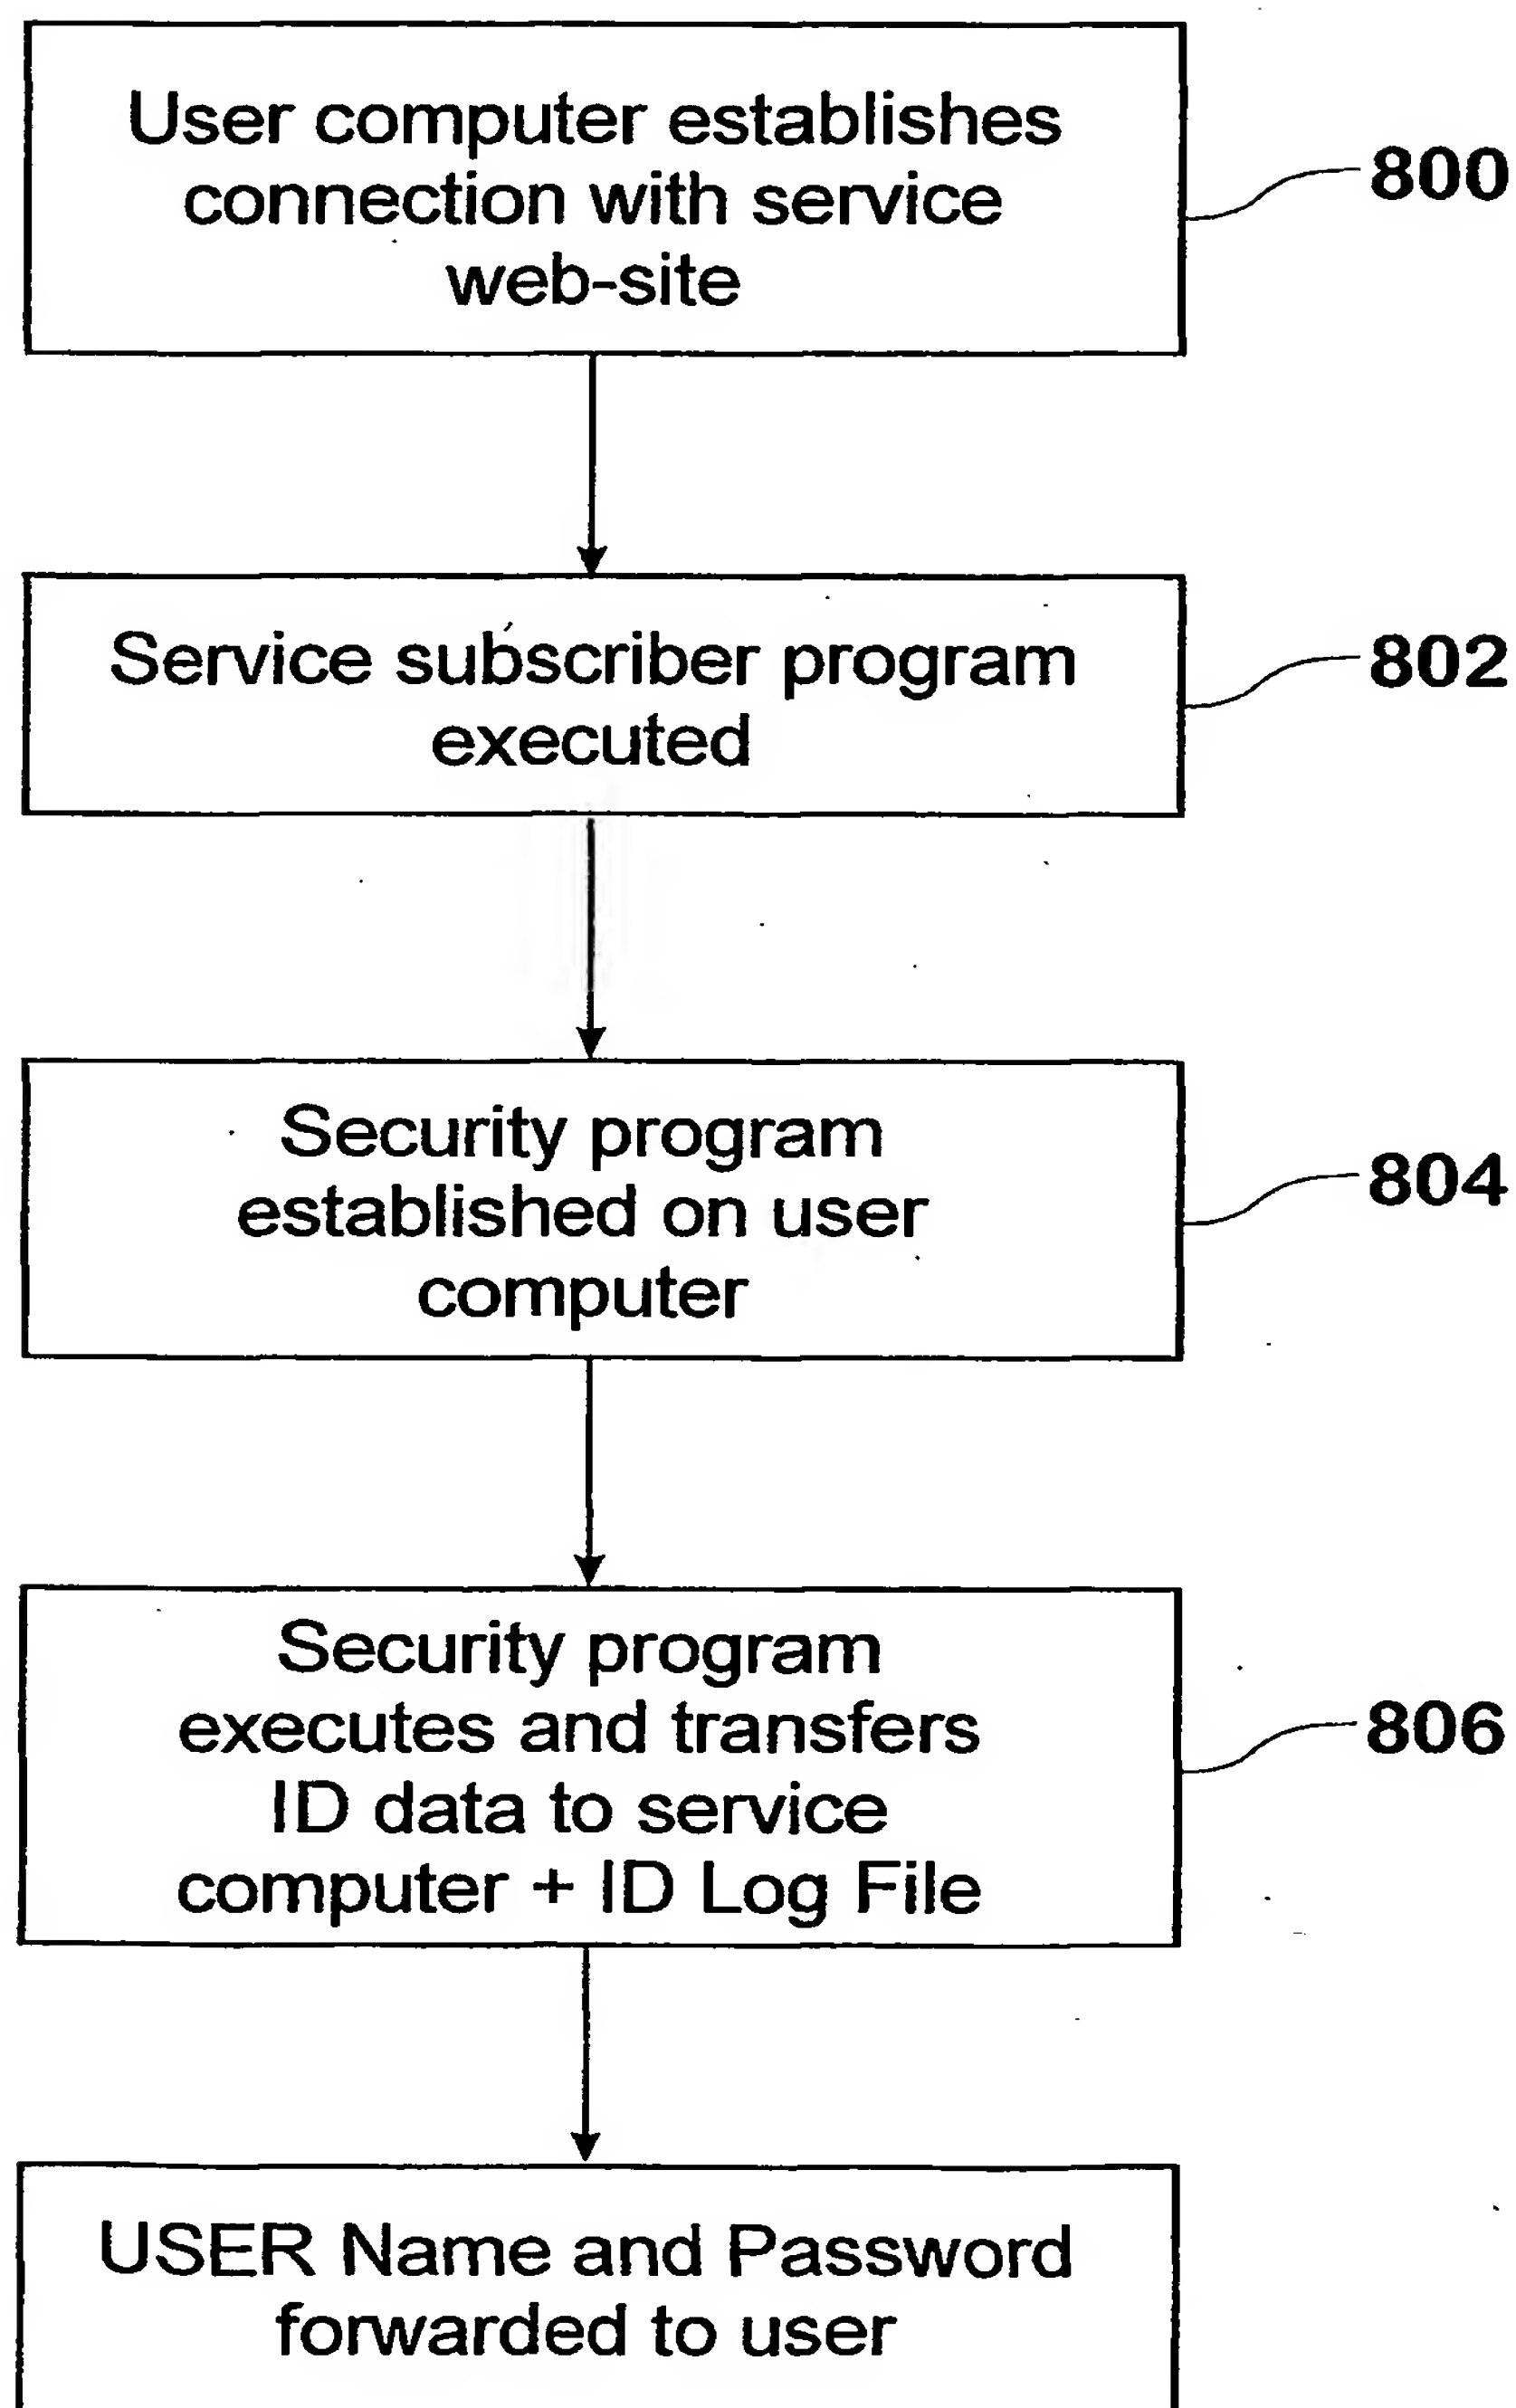 User computer establishes
connection with service
web-site
800
Service subscriber program
executed
802
Security program
established on user
computer
804
Security program
executes and transfers
ID data to service
computer + ID Log File
806
USER Name and Password
forwarded to user